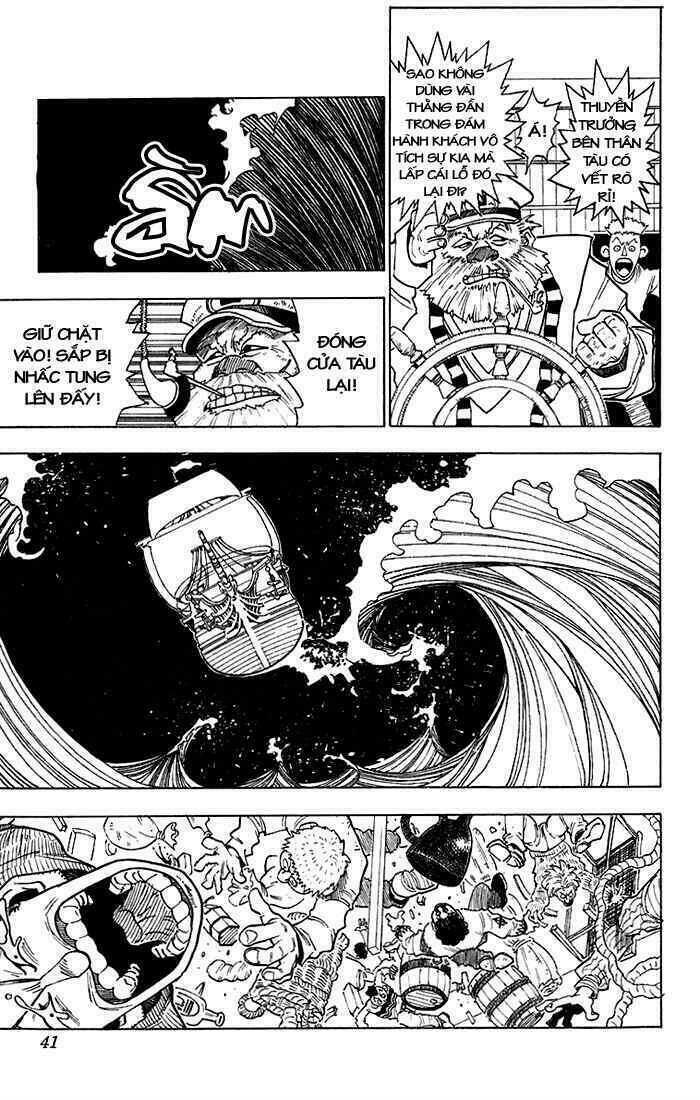 THUYỀN
TRƯỞNG,
BÊN THÂN
TÀU CÓ
VẾT RÒ
RỈ!
Á!
SAO KHÔNG
DÙNG VÀI
THẰNG ĐẦN
TRONG ĐÁM
HÀNH KHÁCH VÔ
TÍCH SỰ KIA MÀ
LẤP CÁI LỖ ĐÓ
LẠI ĐI?
ẦM
ĐÓNG
CỬA TÀU
LẠI!
GIỮ CHẶT
VÀO! SẮP BỊ
NHẤC TUNG
LÊN ĐẤY!
41